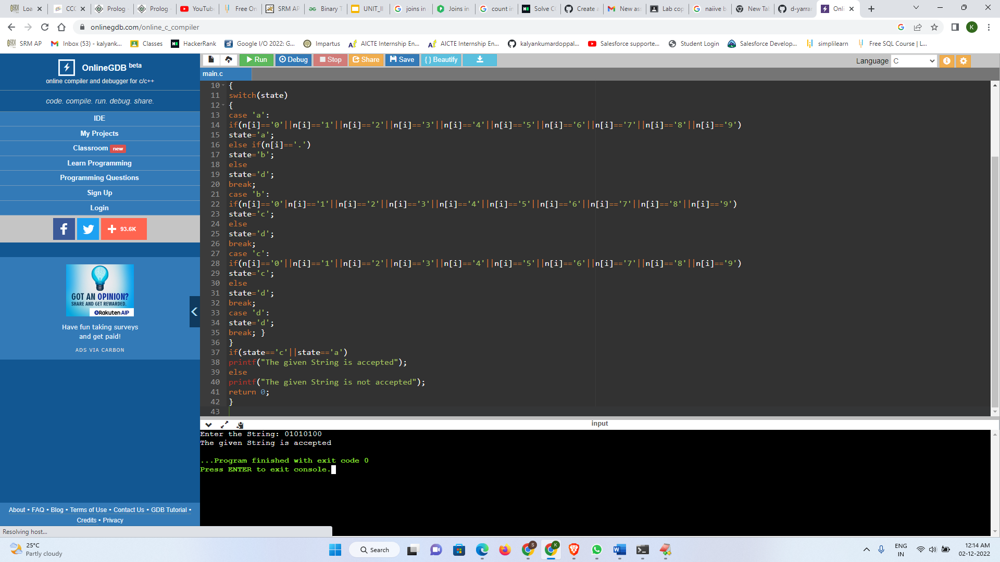 Loa
CCC
Prolog
Prolog
YouTub
Free On
SRM AP
Binary T
UNIT_II
joins in
Joins in
count in
Solve C
Create a
New as
Lab cop
naiive b
New Tab
d-yarra
Onli
onlinegdb.com/online_c_compiler
K
SRM AP
Inbox (53) - kalyank...
Classes
HackerRank
Google I/O 2022: G...
Impartus
AICTE Internship En...
AICTE Internship En...
kalyankumardoppal...
Salesforce supporte...
Student Login
Salesforce Develop...
simplilearn
Free SQL Course | L...
OnlineGDB beta
online compiler and debugger for c/c++
code. compile. run. debug. share.
IDE
My Projects
Classroom new
Learn Programming
Programming Questions
Sign Up
Login
93.6K
GOT AN OPINION?
SHARE AND GET REWARDED.
Rakuten AIP
Have fun taking surveys
and get paid!
ADS VIA CARBON
About • FAQ • Blog • Terms of Use • Contact Us • GDB Tutorial •
Credits • Privacy
Resolving host...
Run Debug Stop Share Save { } Beautify
Language C
main.c
10 {
11 switch(state)
12 {
13 case 'a':
14 if(n[i]=='0'||n[i]=='1'||n[i]=='2'||n[i]=='3'||n[i]=='4'||n[i]=='5'||n[i]=='6'||n[i]=='7'||n[i]=='8'||n[i]=='9')
15 state='a';
16 else if(n[i]=='.')
17 state='b';
18 else
19 state='d';
20 break;
21 case 'b':
22 if(n[i]=='0'|n[i]=='1'||n[i]=='2'||n[i]=='3'||n[i]=='4'||n[i]=='5'||n[i]=='6'||n[i]=='7'||n[i]=='8'||n[i]=='9')
23 state='c';
24 else
25 state='d';
26 break;
27 case 'c':
28 if(n[i]=='0'||n[i]=='1'||n[i]=='2'||n[i]=='3'||n[i]=='4'||n[i]=='5'||n[i]=='6'||n[i]=='7'||n[i]=='8'||n[i]=='9')
29 state='c';
30 else
31 state='d';
32 break;
33 case 'd':
34 state='d';
35 break; }
36 }
37 if(state=='c'||state=='a')
38 printf("The given String is accepted");
39 else
40 printf("The given String is not accepted");
41 return 0;
42 }
43
input
Enter the String: 01010100
The given String is accepted
...Program finished with exit code 0
Press ENTER to exit console.
25°C
Partly cloudy
Search
S
K
ENG
IN
12:14 AM
02-12-2022